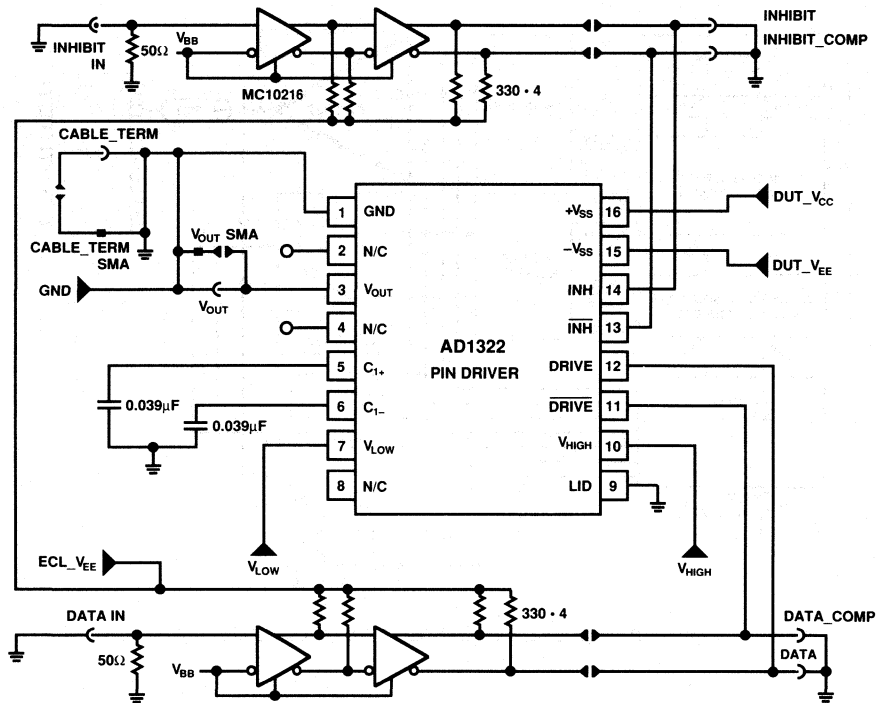 INHIBIT
IN
50Ω
VBB
MC10216
330 • 4
INHIBIT
INHIBIT_COMP
CABLE_TERM
CABLE_TERM
SMA
VOUT SMA
GND
VOUT
1 GND
2 N/C
3 VOUT
4 N/C
5 C1+
6 C1–
7 VLOW
8 N/C
AD1322
PIN DRIVER
+VSS 16
–VSS 15
INH 14
INH 13
DRIVE 12
DRIVE 11
VHIGH 10
LID 9
DUT_VCC
DUT_VEE
0.039µF
0.039µF
VLOW
VHIGH
ECL_VEE
DATA IN
50Ω
VBB
330 • 4
DATA_COMP
DATA